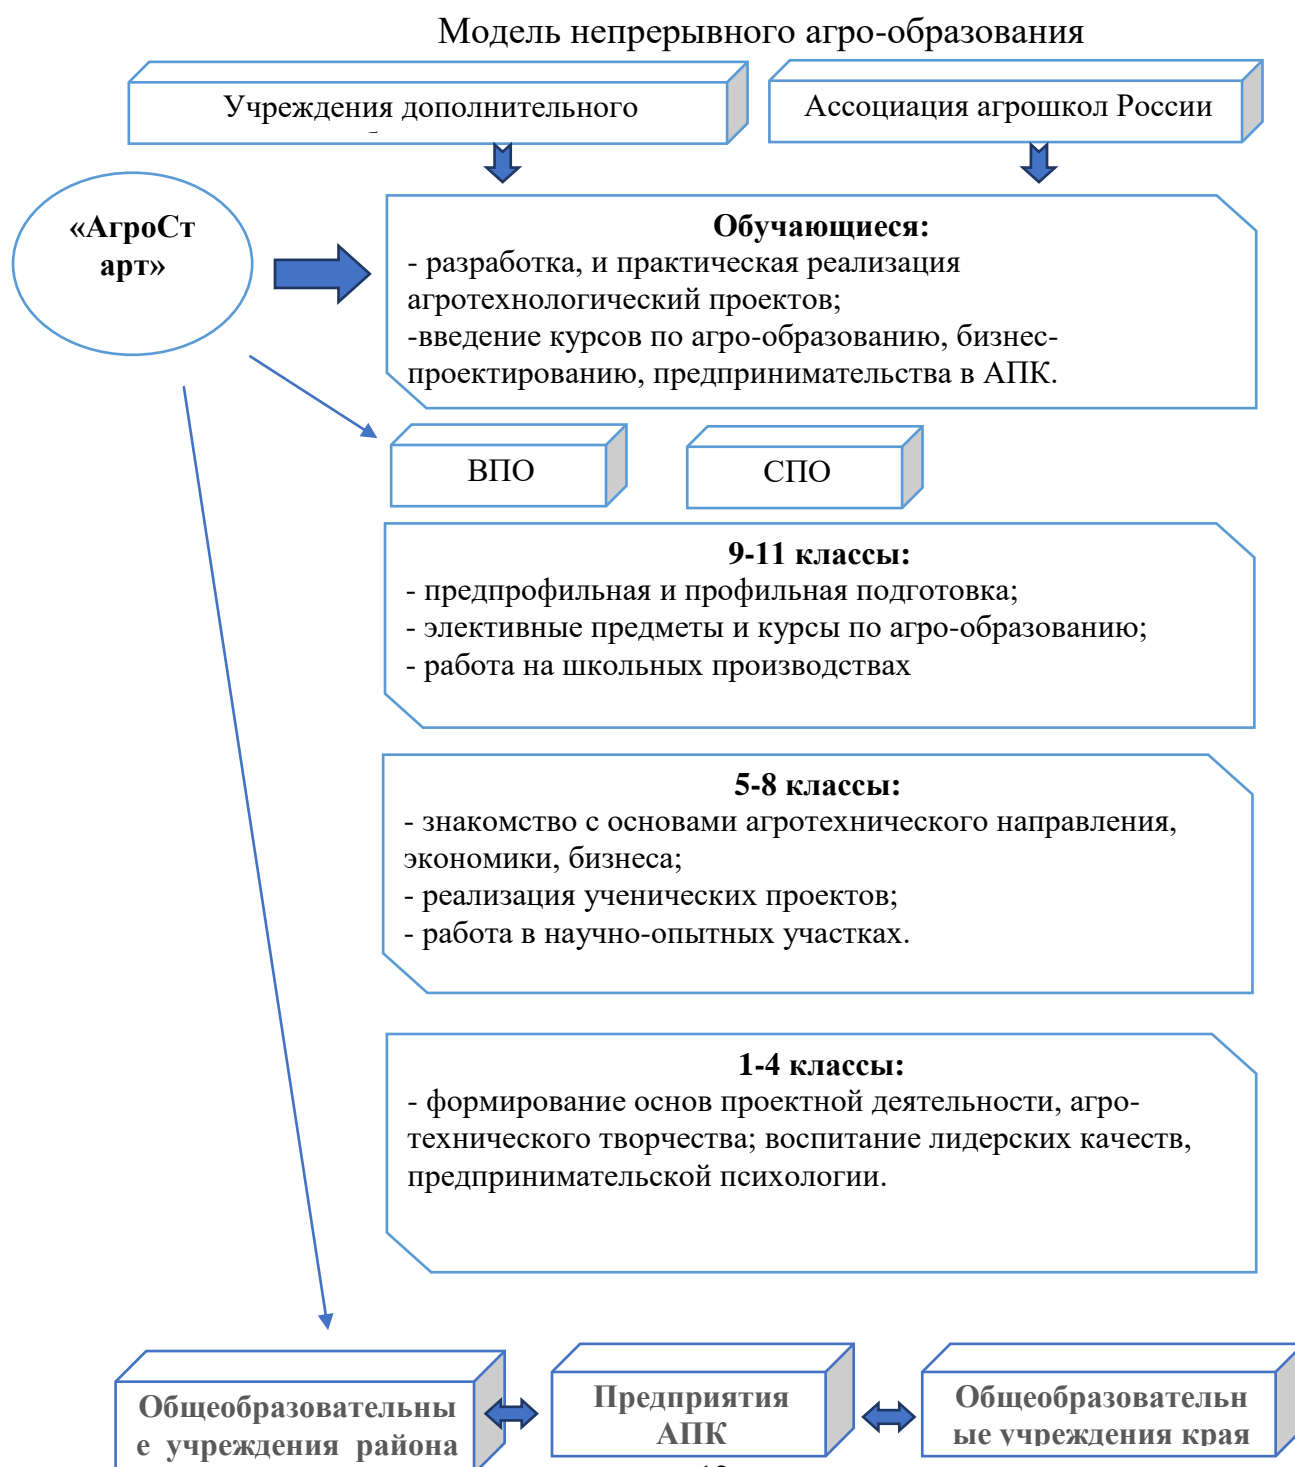 Модель непрерывного агро-образования
Учреждения дополнительного
Ассоциация агрошкол России
«АгроСт
арт»
Обучающиеся:
- разработка, и практическая реализация
агротехнологический проектов;
-введение курсов по агро-образованию, бизнес-
проектированию, предпринимательства в АПК.
ВПО
СПО
9-11 классы:
- предпрофильная и профильная подготовка;
- элективные предметы и курсы по агро-образованию;
- работа на школьных производствах
5-8 классы:
- знакомство с основами агротехнического направления,
экономики, бизнеса;
- реализация ученических проектов;
- работа в научно-опытных участках.
1-4 классы:
- формирование основ проектной деятельности, агро-
технического творчества; воспитание лидерских качеств,
предпринимательской психологии.
Общеобразовательны
е учреждения района
Предприятия
АПК
Общеобразовательн
ые учреждения края